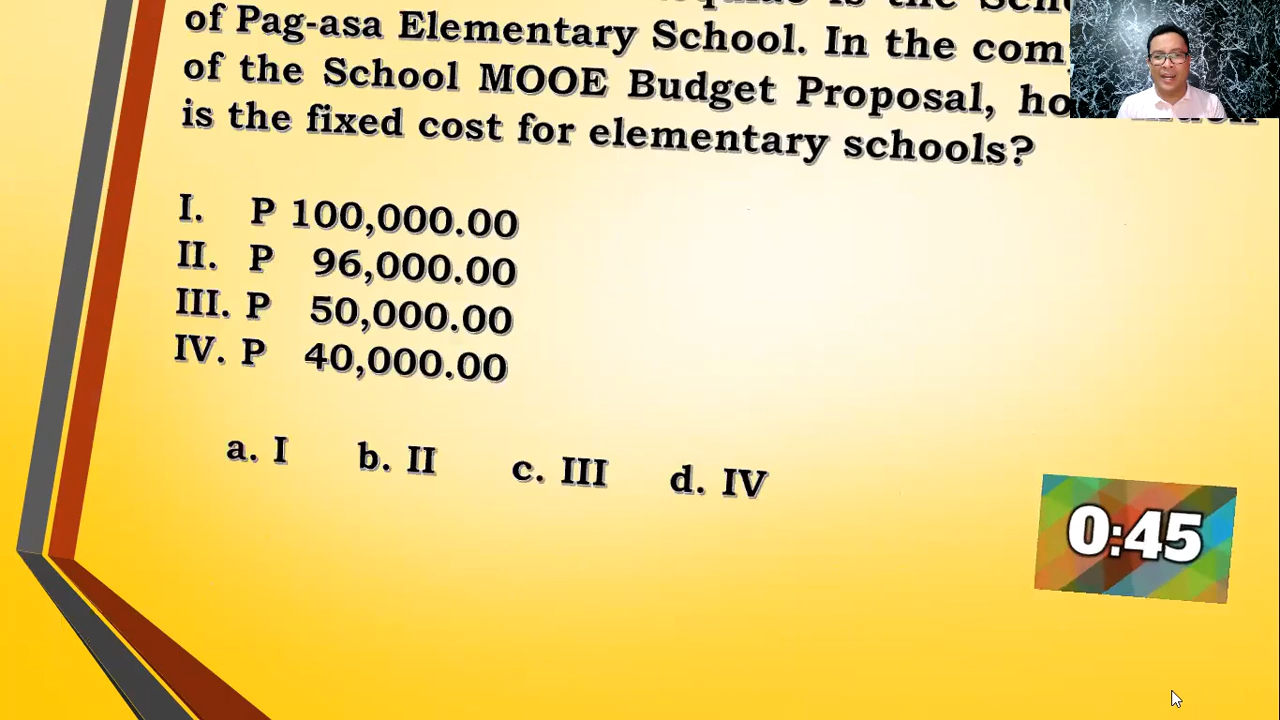 is the
of Pag-asa Elementary School. In the
of the School MOOE Budget Proposal,
is the fixed cost for elementary schools?
I. P 100,000.00
II. P 96,000.00
III. P 50,000.00
IV. P 40,000.00
a. I b. II c. III d. IV
0:45